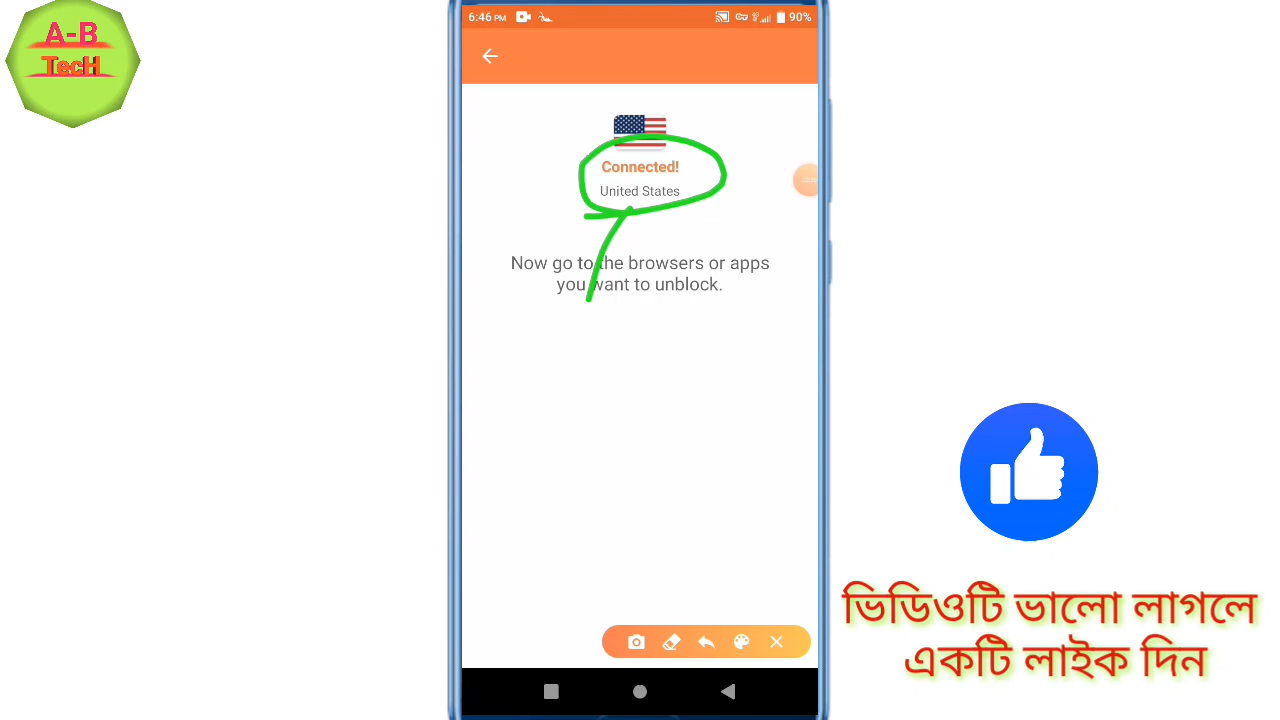 A-B
TecH
6:46 PM
90%
Connected!
United States
Now go to the browsers or apps
you want to unblock.
ভিডিওটি ভালো লাগলে
একটি লাইক দিন